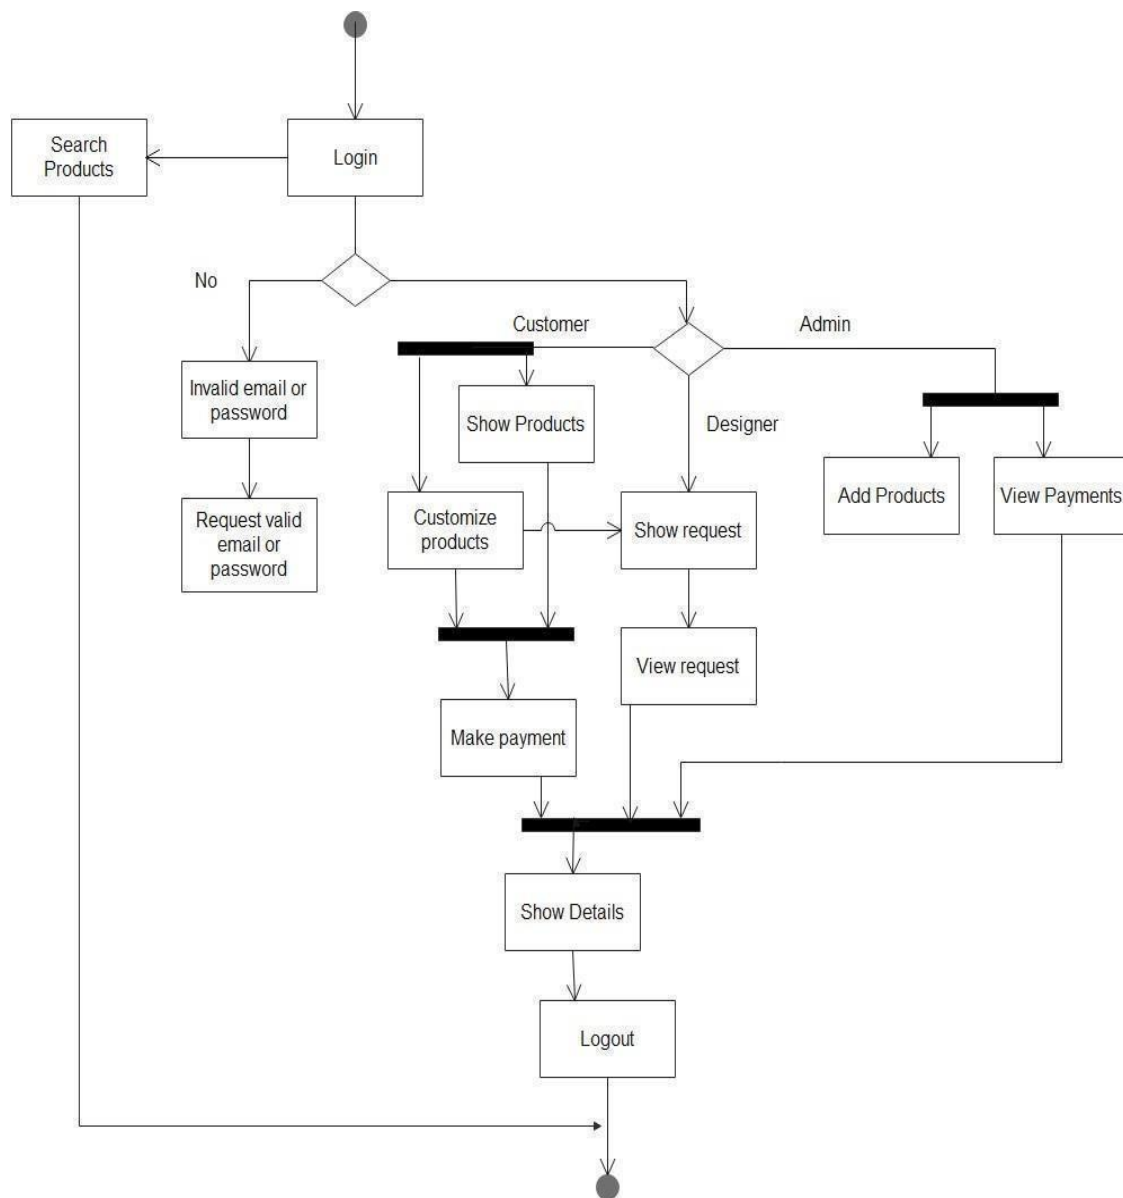 Search
Products
Login
No
Customer
Admin
Invalid email or
password
Show Products
Designer
Add Products
View Payments
Request valid
email or
password
Customize
products
Show request
View request
Make payment
Show Details
Logout